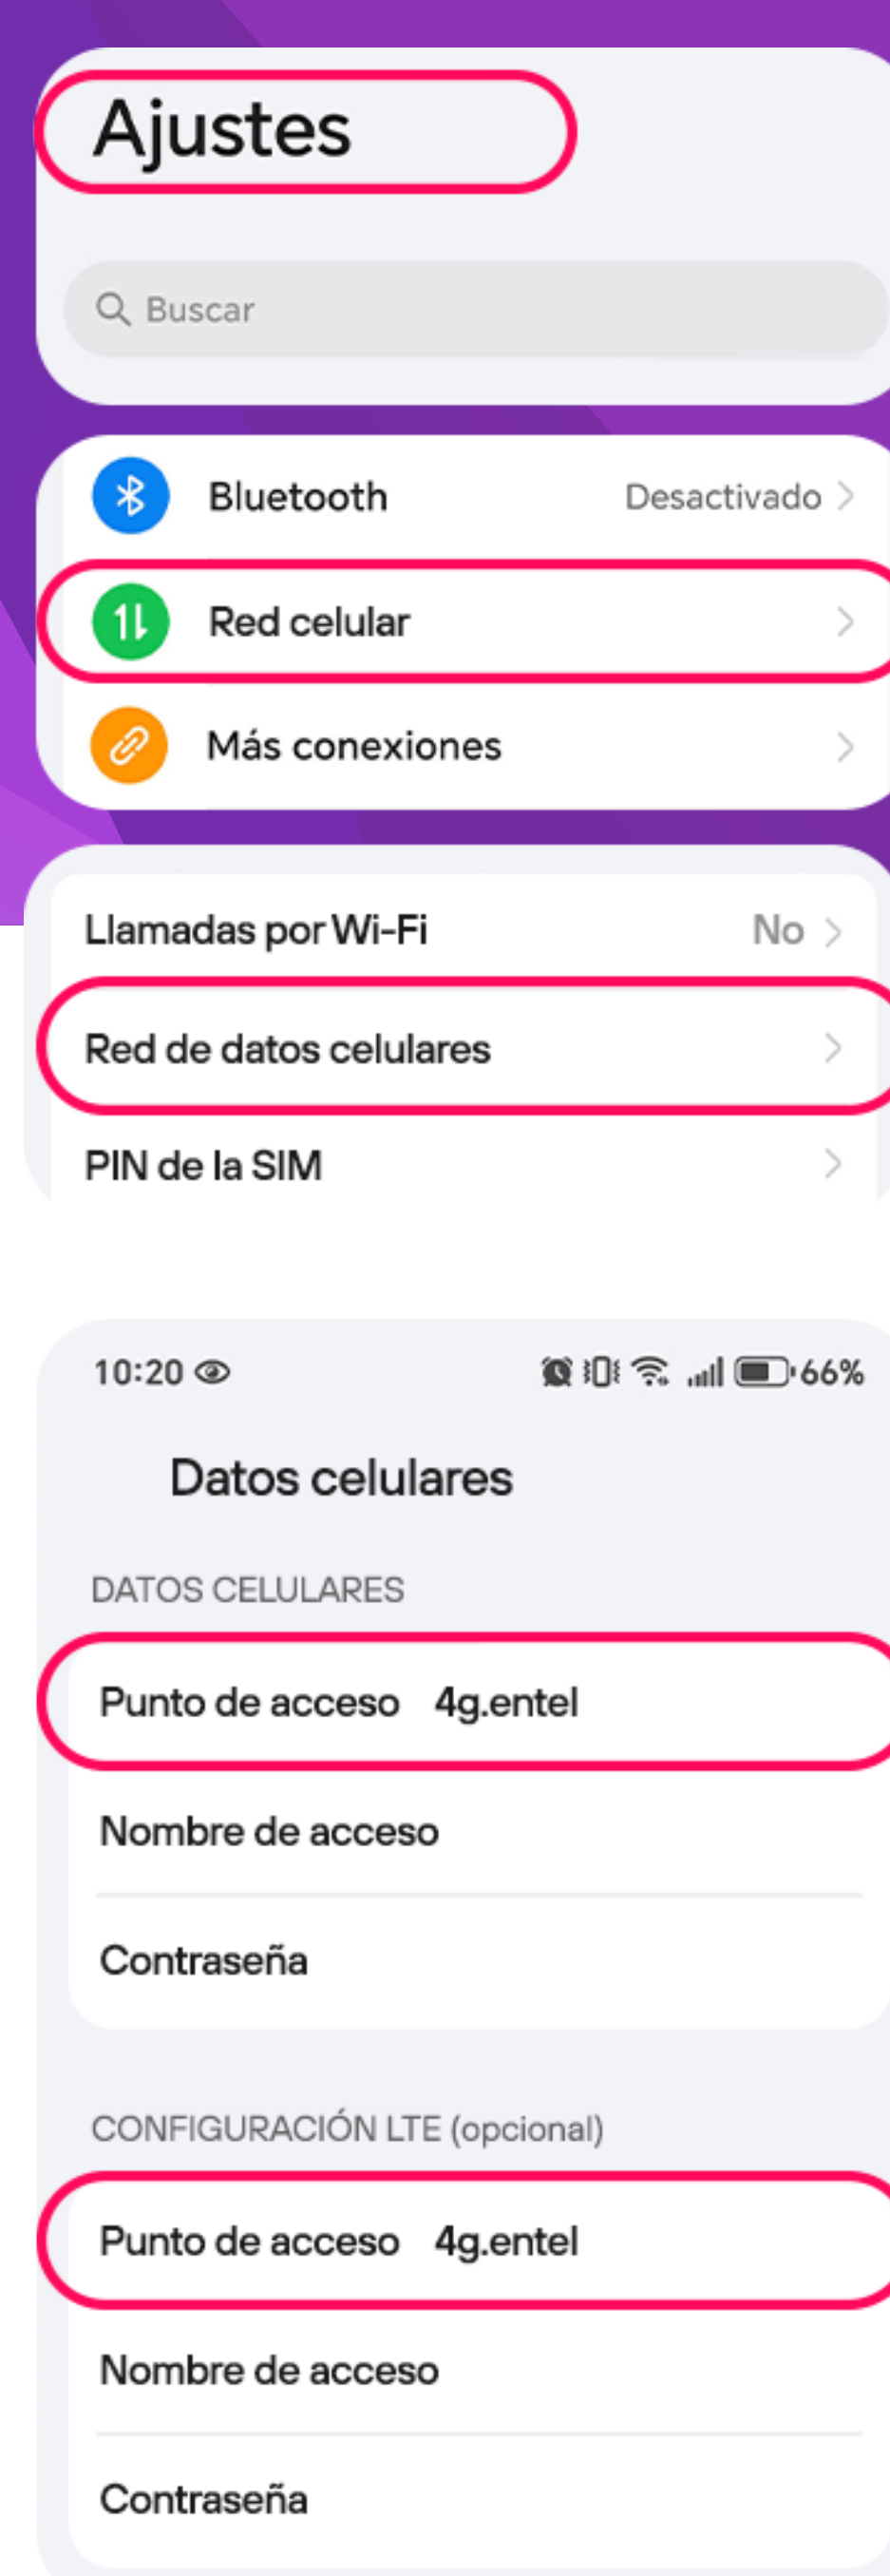 Ajustes
Buscar
Bluetooth Desactivado
Red celular
Más conexiones
Llamadas por Wi-Fi No
Red de datos celulares
PIN de la SIM
10:20 66%
Datos celulares
DATOS CELULARES
Punto de acceso 4g.entel
Nombre de acceso
Contraseña
CONFIGURACIÓN LTE (opcional)
Punto de acceso 4g.entel
Nombre de acceso
Contraseña